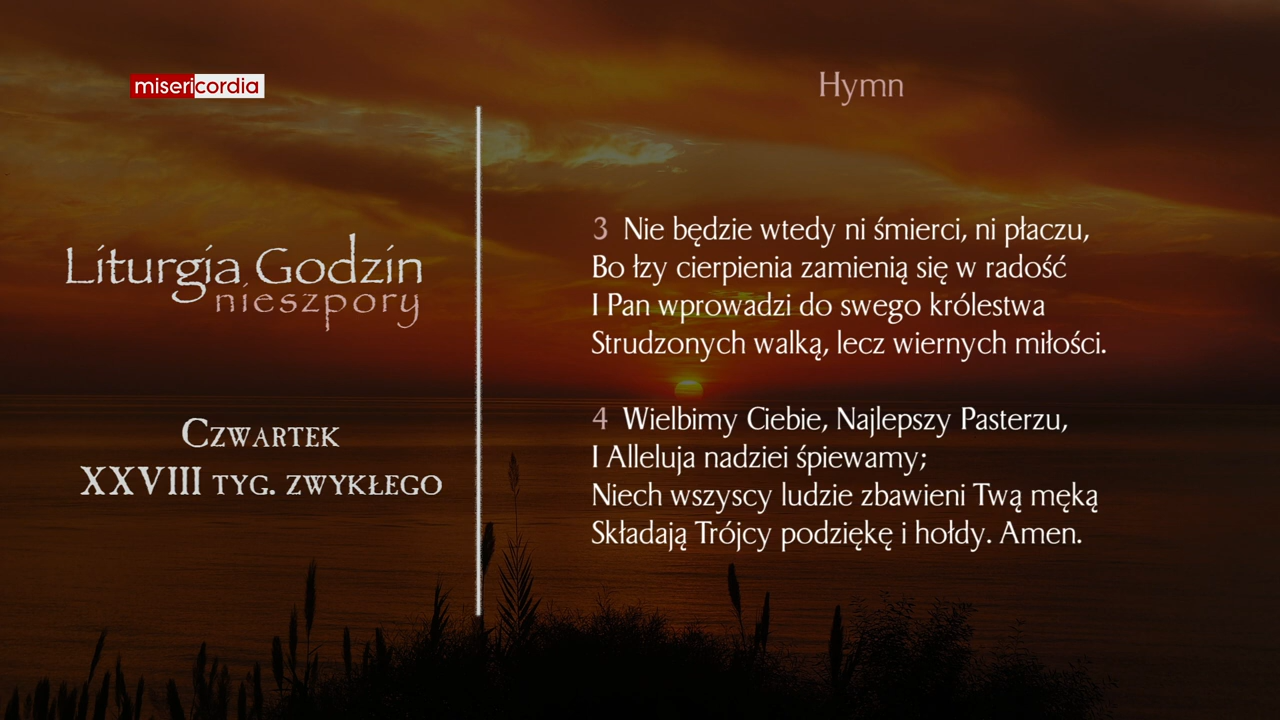 misericordia
Liturgia Godzin
nieszpory
Czwartek
XXVIII tyg. zwykłego
Hymn
3 Nie będzie wtedy ni śmierci, ni płaczu,
Bo łzy cierpienia zamienią się w radość
I Pan wprowadzi do swego królestwa
Strudzonych walką, lecz wiernych miłości.
4 Wielbimy Ciebie, Najlepszy Pasterzu,
I Alleluja nadziei śpiewamy;
Niech wszyscy ludzie zbawieni Twą męką
Składają Trójcy podziękę i hołdy. Amen.